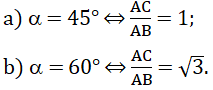 a) α = 45° ⇔ AC/AB = 1;
b) α = 60° ⇔ AC/AB = √3.